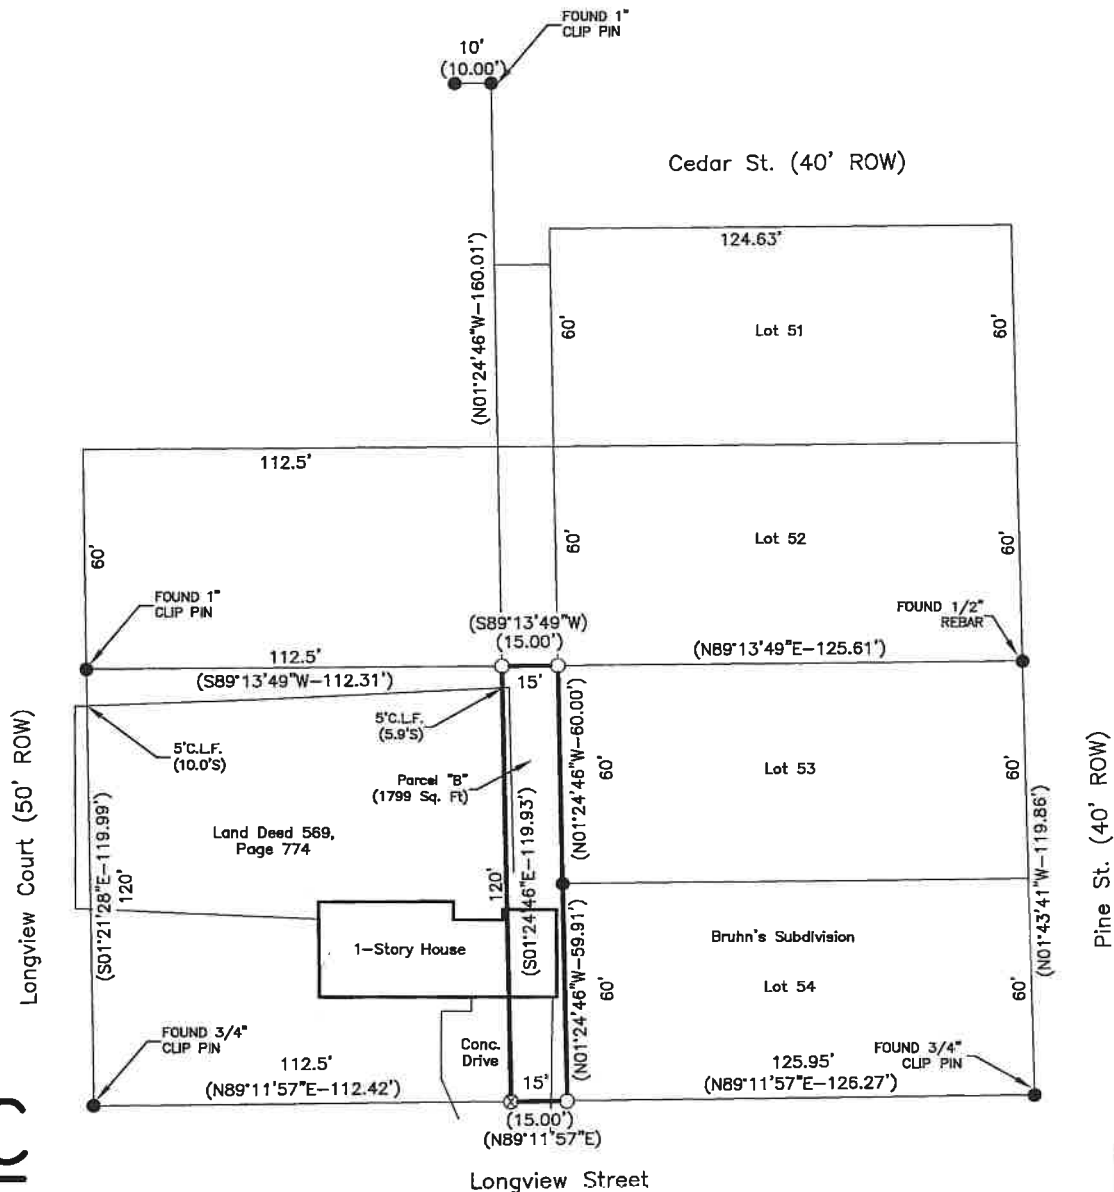 FOUND 1"
CLIP PIN
10'
(10.00')
Cedar St. (40' ROW)
124.63'
(N01°24'46"W-160.01')
60'
Lot 51
60'
112.5'
60'
60'
Lot 52
60'
FOUND 1"
CLIP PIN
FOUND 1/2"
REBAR
(S89°13'49"W)
(15.00')
(N89°13'49"E-125.61')
112.5'
(S89°13'49"W-112.31')
15'
5'C.L.F.
(5.9'S)
5'C.L.F.
(10.0'S)
Parcel "B"
(1799 Sq. Ft)
(N01°24'46"W-60.00')
60'
Lot 53
60'
Longview Court (50' ROW)
Land Deed 569,
Page 774
(S01°21'28"E-119.99')
120'
120'
(S01°24'46"E-119.93')
(N01°43'41"W-119.86')
Pine St. (40' ROW)
1-Story House
Bruhn's Subdivision
(N01°24'46"W-59.91')
60'
Lot 54
60'
FOUND 3/4"
CLIP PIN
Conc.
Drive
FOUND 3/4"
CLIP PIN
112.5'
(N89°11'57"E-112.42')
15'
125.95'
(N89°11'57"E-126.27')
(15.00')
(N89°11'57"E)
Longview Street